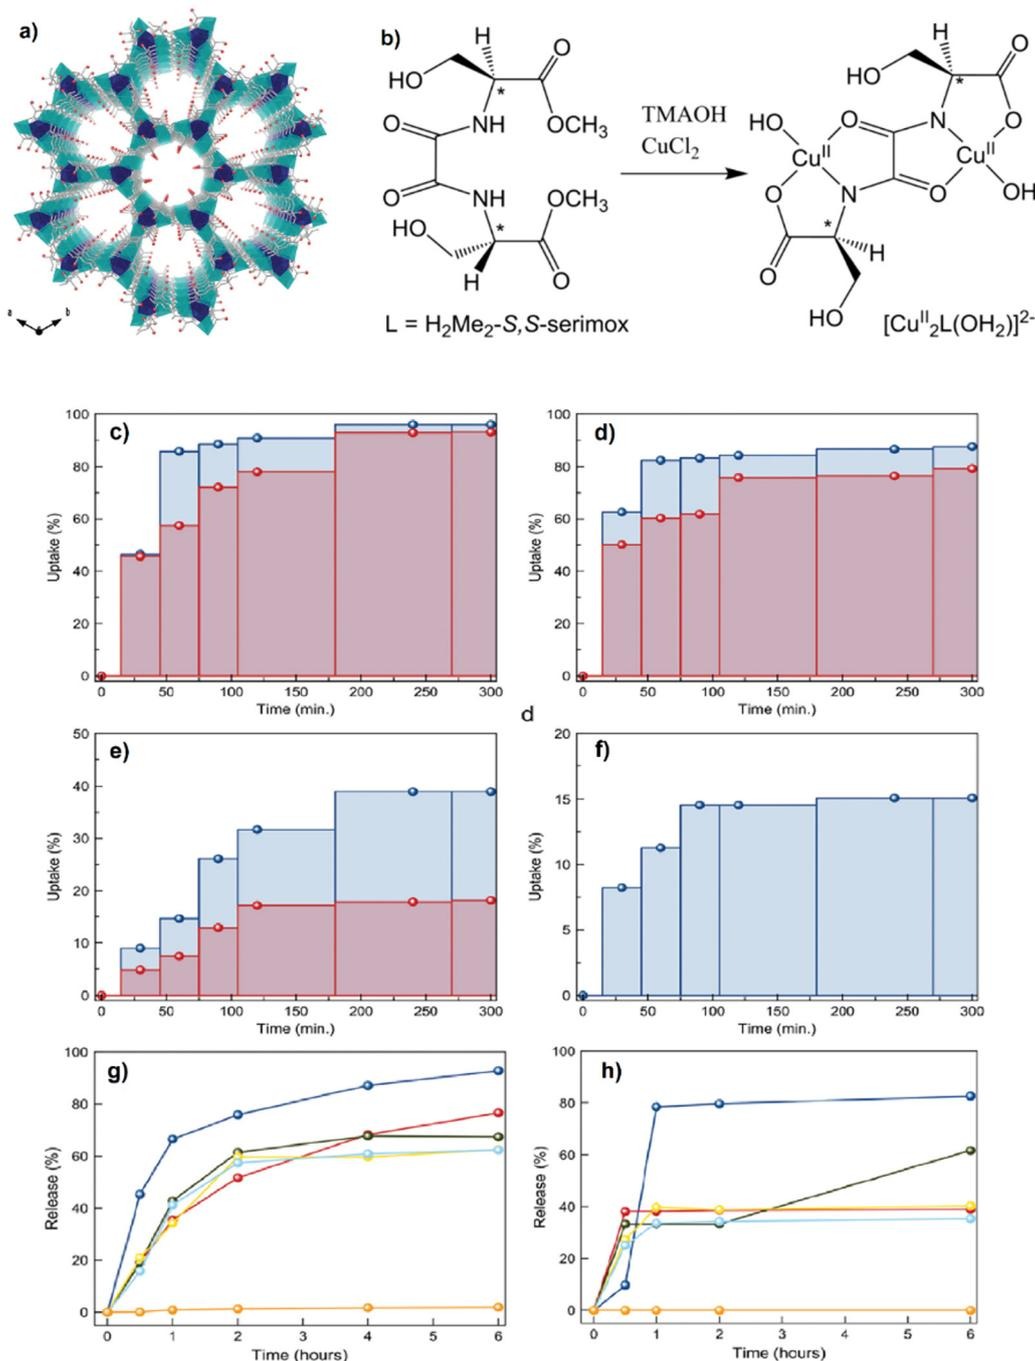 a)
a b
b)
H
O
HO
*
O
NH
OCH3
O
NH
OCH3
HO
*
H
O
L = H2Me2-S,S-serimox
TMAOH
CuCl2
H
O
HO
*
HO
O
N
O
CuII
CuII
O
N
O
OH
*
O
H
HO
[CuII2L(OH2)]2-
c)
Uptake (%)
100
80
60
40
20
0
0 50 100 150 200 250 300
Time (min.)
d)
Uptake (%)
100
80
60
40
20
0
0 50 100 150 200 250 300
Time (min.)
d
e)
Uptake (%)
50
40
30
20
10
0
0 50 100 150 200 250 300
Time (min.)
f)
Uptake (%)
20
15
10
5
0
0 50 100 150 200 250 300
Time (min.)
g)
Release (%)
100
80
60
40
20
0
0 1 2 3 4 5 6
Time (hours)
h)
Release (%)
100
80
60
40
20
0
0 1 2 3 4 5 6
Time (hours)